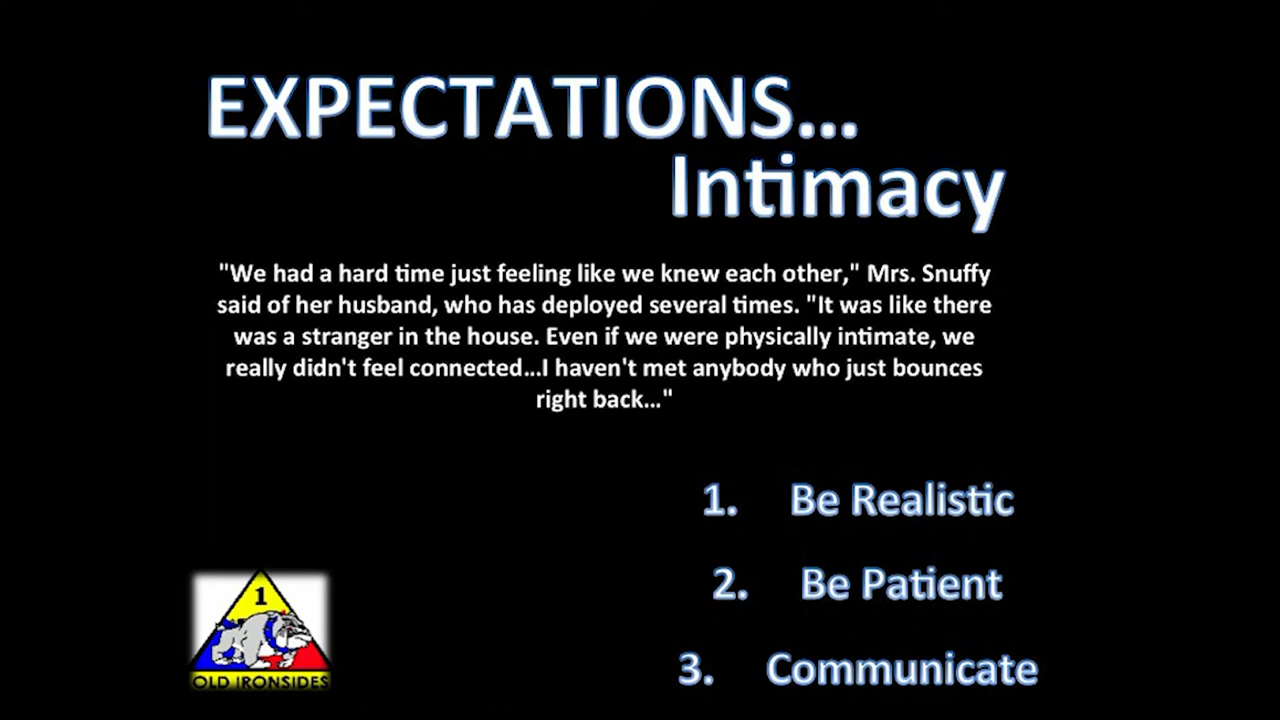 EXPECTATIONS...
Intimacy
"We had a hard time just feeling like we knew each other," Mrs. Snuffy
said of her husband, who has deployed several times. "It was like there
was a stranger in the house. Even if we were physically intimate, we
really didn't feel connected...I haven't met anybody who just bounces
right back..."
1. Be Realistic
2. Be Patient
3. Communicate
1
OLD IRONSIDES